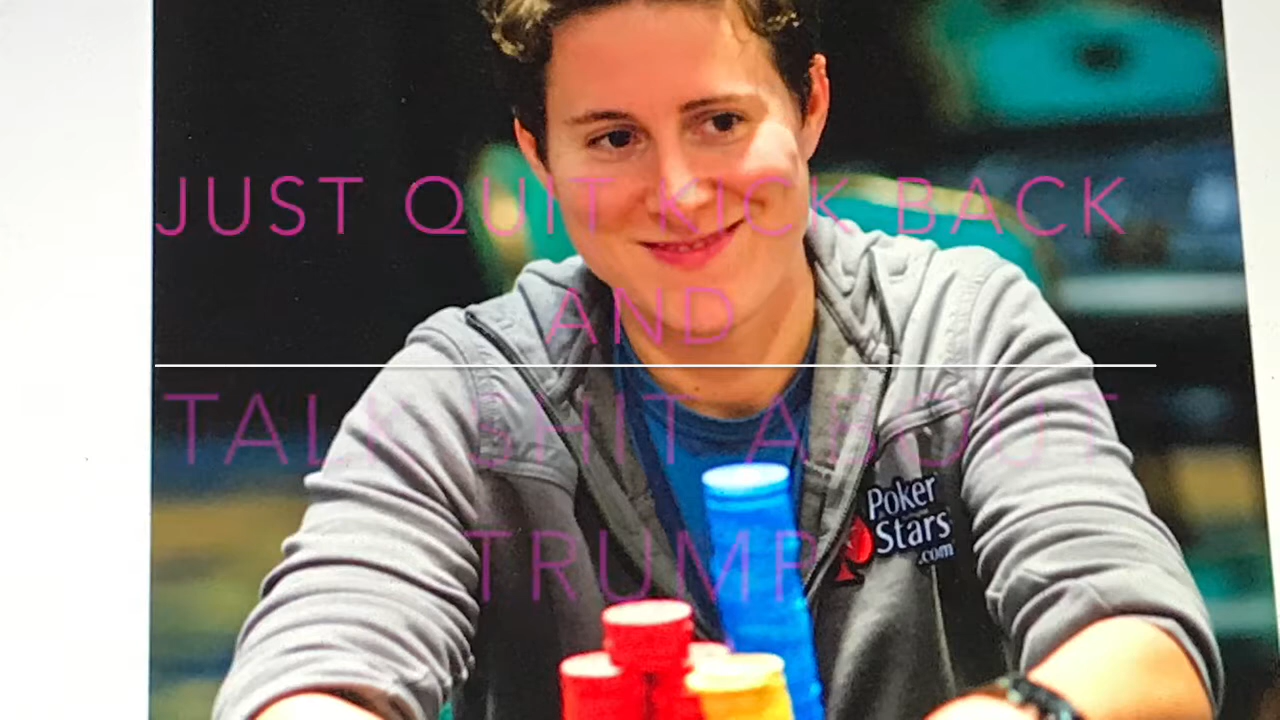 JUST QUIT KICK BACK
AND
TALK SHIT ABOUT
TRUMP
Poker
Stars
.com